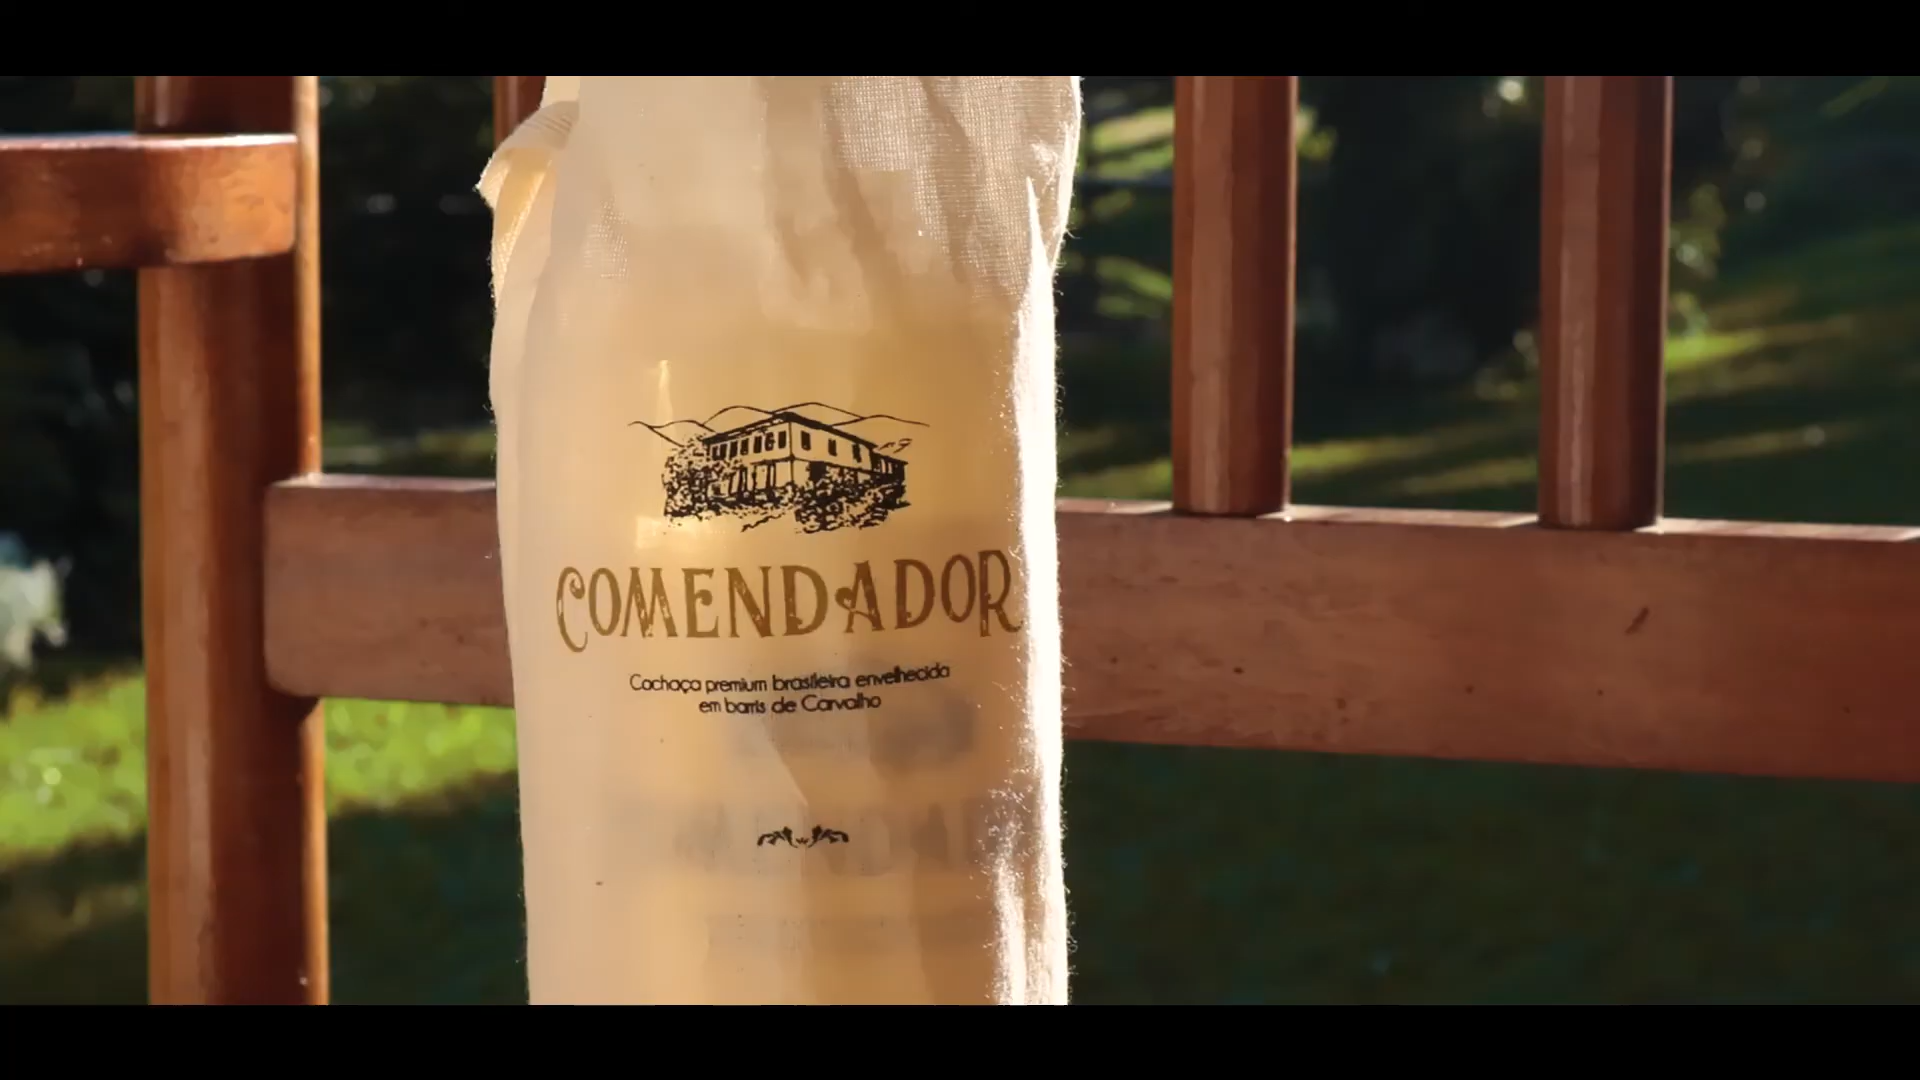 COMENDADOR
Cachaça premium brasileira envelhecida
em barris de Carvalho